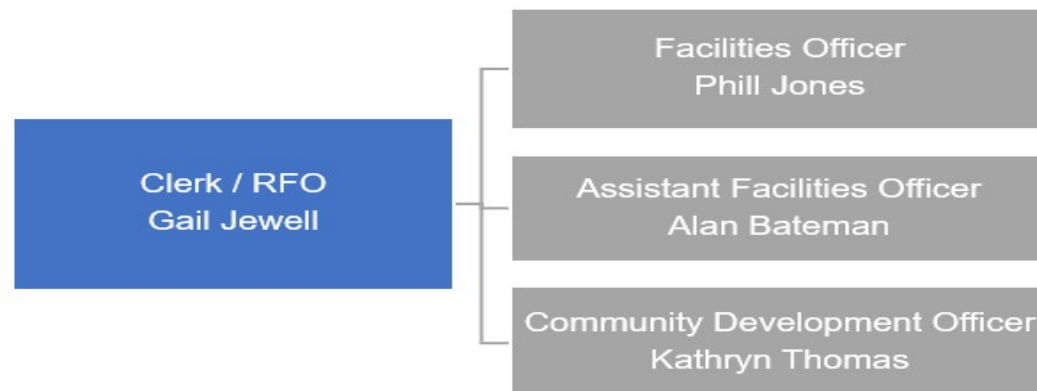 Clerk / RFO
Gail Jewell
Facilities Officer
Phill Jones
Assistant Facilities Officer
Alan Bateman
Community Development Officer
Kathryn Thomas